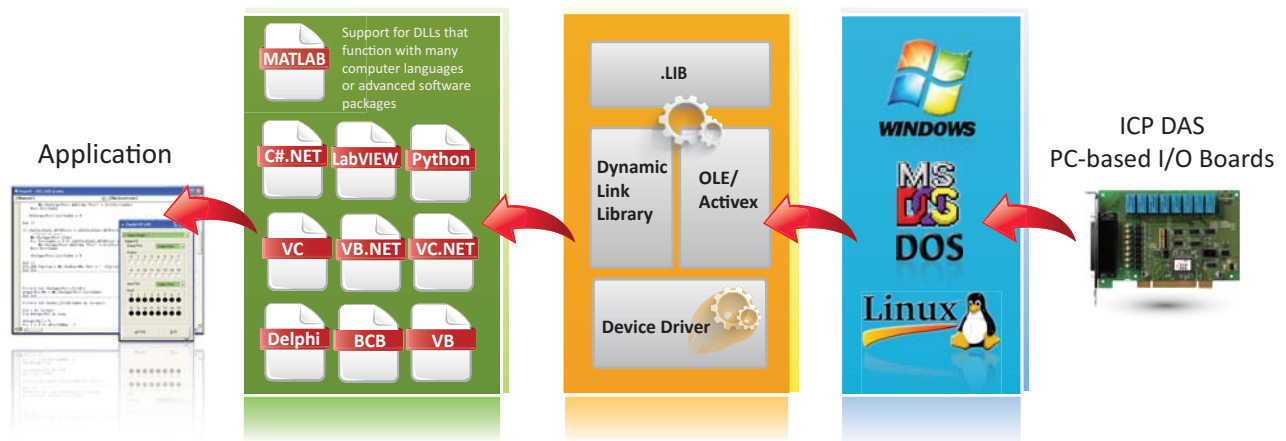 Application
MATLAB
Support for DLLs that
function with many
computer languages
or advanced software
packages
C#.NET
LabVIEW
Python
VC
VB.NET
VC.NET
Delphi
BCB
VB
.LIB
Dynamic
Link
Library
OLE/
Activex
Device Driver
WINDOWS
MS
DOS
DOS
Linux
ICP DAS
PC-based I/O Boards